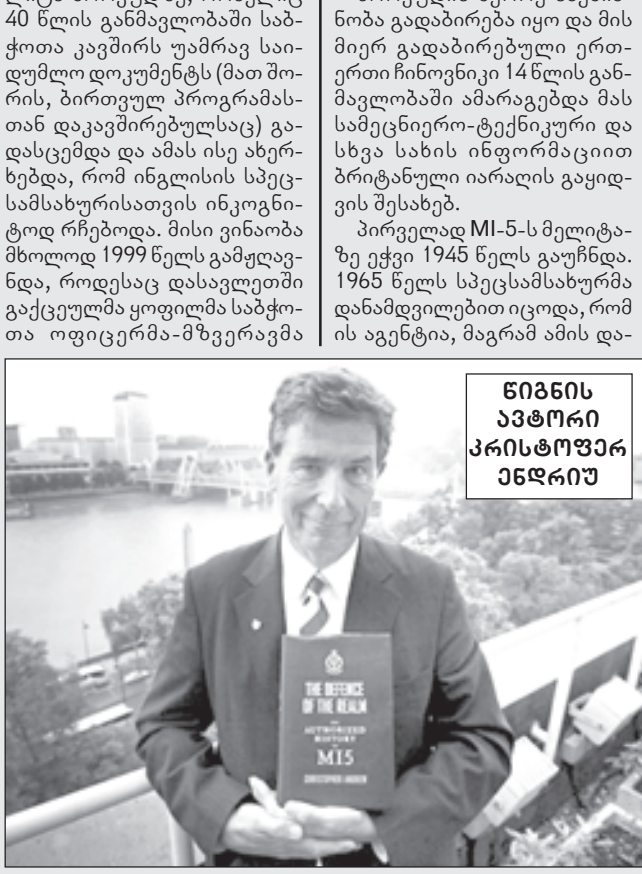 40 წლის განმავლობაში საბ-
ჭოთა კავშირს უამრავ საი-
დუმლო დოკუმენტს (მათ შო-
რის, ბირთვულ პროგრამას-
თან დაკავშირებულსაც) გა-
დასცემდა და ამას ისე ახერ-
ხებდა, რომ ინგლისის სპეც-
სამსახურისათვის ინკოგნი-
ტოდ რჩებოდა. მისი ვინაობა
მხოლოდ 1999 წელს გამჟღავ-
ნდა, როდესაც დასავლეთში
გაქცეულმა ყოფილმა საბჭო-
თა ოფიცერმა-მზვერავმა
ნობა გადაბირება იყო და მის
მიერ გადაბირებული ერთ-
ერთი ჩინოვნიკი 14 წლის გან-
მავლობაში ამარაგებდა მას
სამეცნიერო-ტექნიკური და
სხვა სახის ინფორმაციით
ბრიტანული იარაღის გაყიდ-
ვის შესახებ.
პირველად MI-5-ს მელიტა-
ზე ეჭვი 1945 წელს გაუჩნდა.
1965 წელს სპეცსამსახურმა
დანამდვილებით იცოდა, რომ
ის აგენტია, მაგრამ ამის და-
წიგნის
ავტორი
კრისტოფერ
ენდრიუ
THE DEFENCE
OF THE REALM
AUTHORIZED
HISTORY
MI5
CHRISTOPHER ANDREW